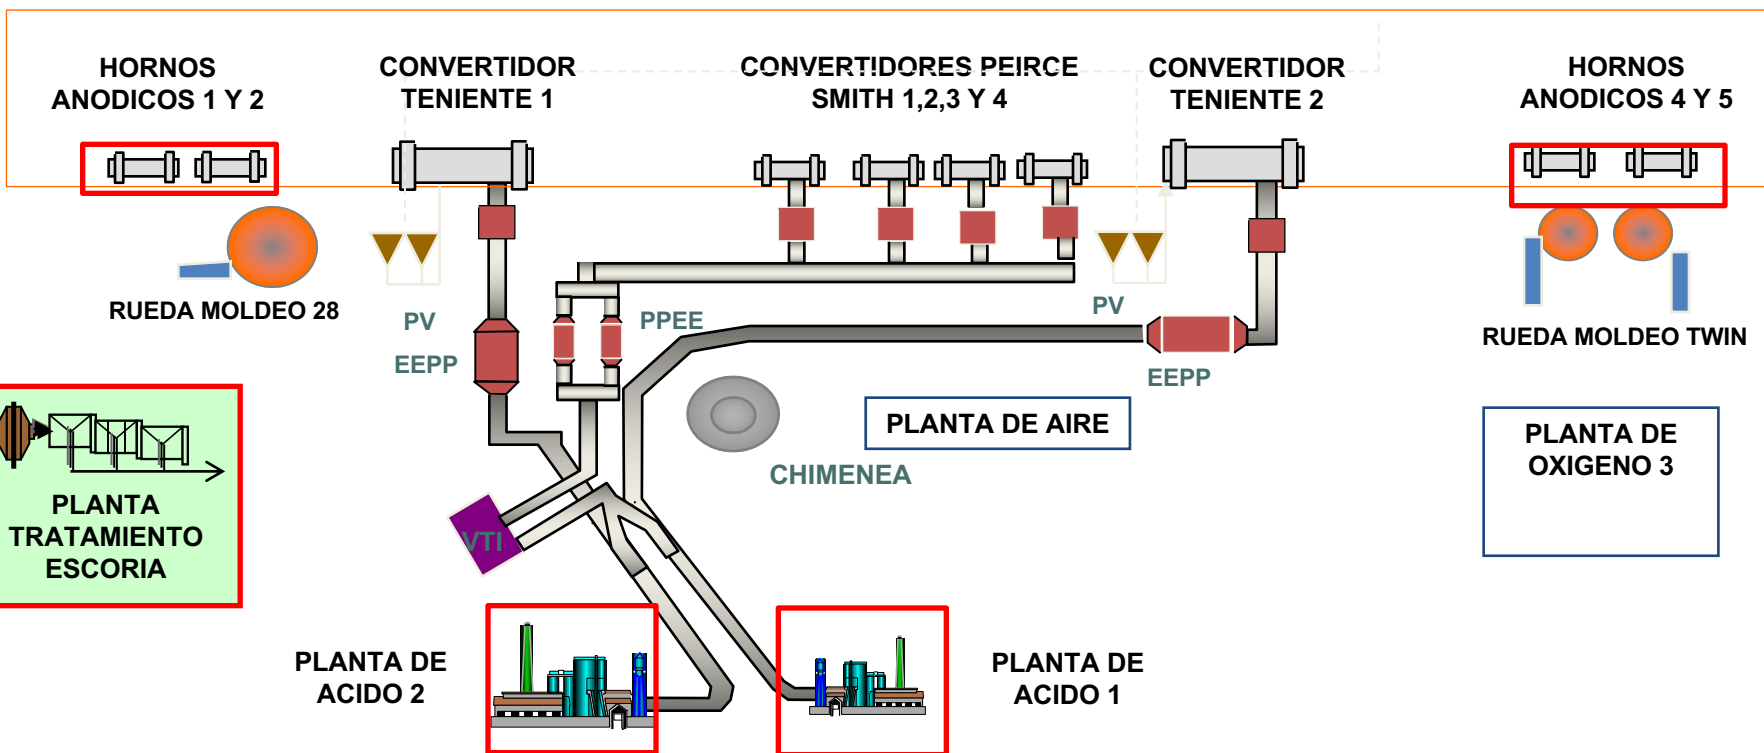 HORNOS
ANODICOS 1 Y 2
CONVERTIDOR
TENIENTE 1
CONVERTIDORES PEIRCE
SMITH 1,2,3 Y 4
CONVERTIDOR
TENIENTE 2
HORNOS
ANODICOS 4 Y 5
RUEDA MOLDEO 28
PV
EEPP
PPEE
PV
EEPP
RUEDA MOLDEO TWIN
PLANTA DE AIRE
CHIMENEA
PLANTA DE
OXIGENO 3
PLANTA
TRATAMIENTO
ESCORIA
VTI
PLANTA DE
ACIDO 2
PLANTA DE
ACIDO 1